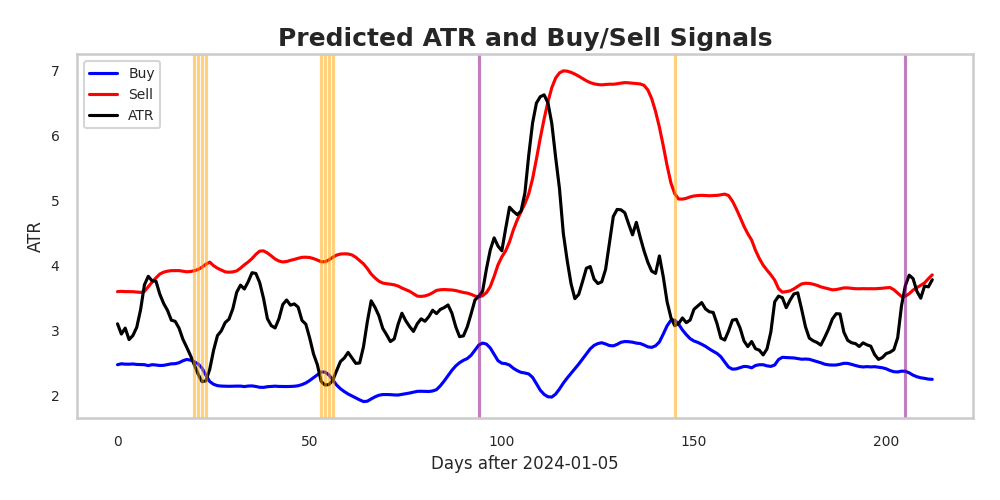 Predicted ATR and Buy/Sell Signals
Buy
Sell
ATR
7
6
5
4
3
2
ATR
0 50 100 150 200
Days after 2024-01-05